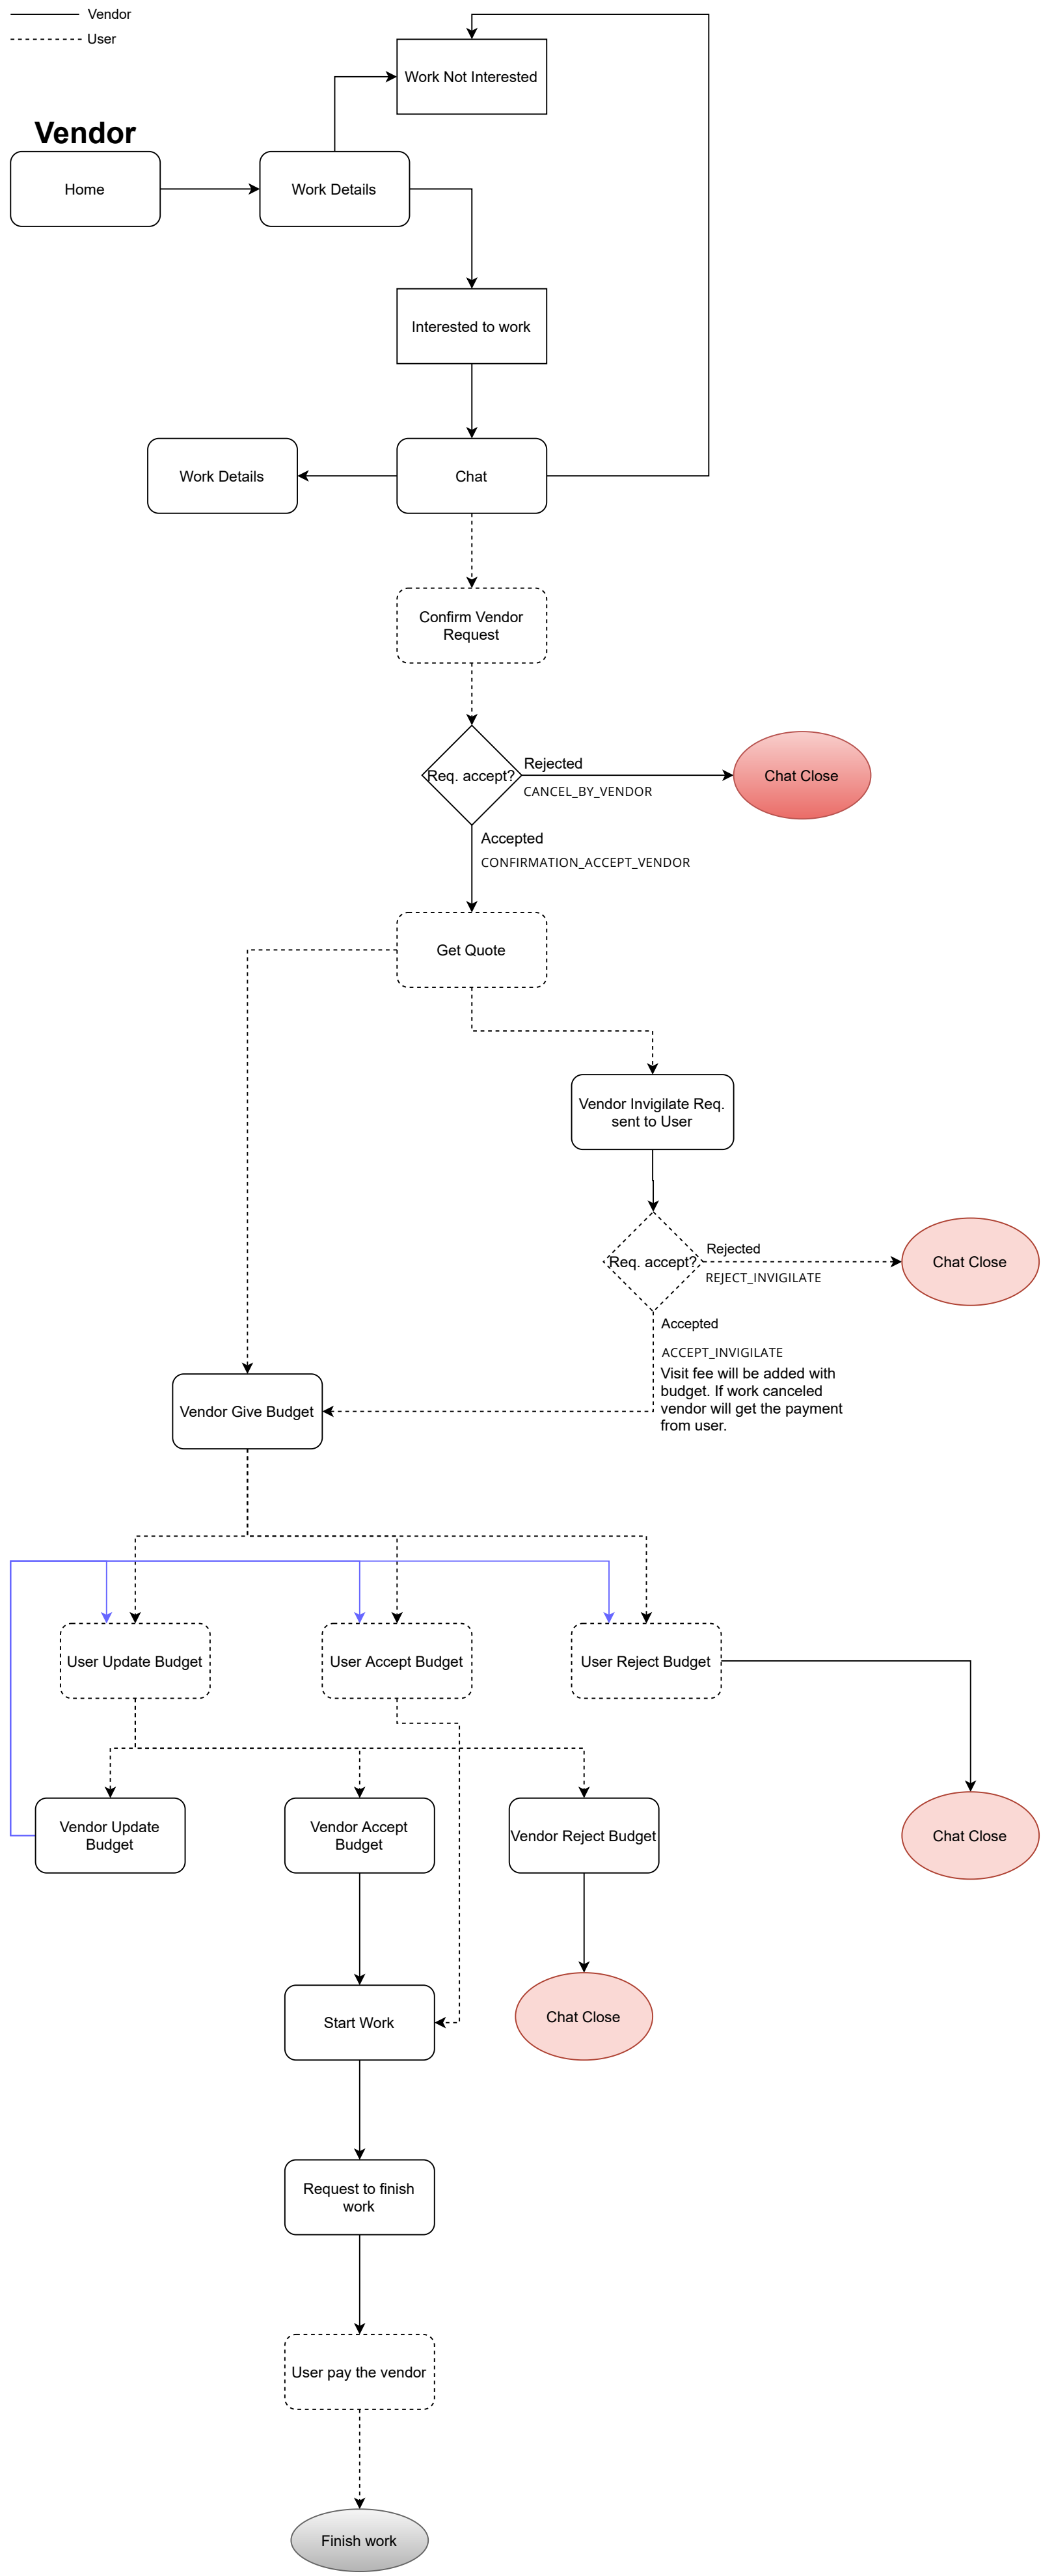 Vendor
User
Work Not Interested
Vendor
Home
Work Details
Interested to work
Work Details
Chat
Confirm Vendor
Request
Req. accept?
Rejected
CANCEL_BY_VENDOR
Chat Close
Accepted
CONFIRMATION_ACCEPT_VENDOR
Get Quote
Vendor Invigilate Req.
sent to User
Req. accept?
Rejected
REJECT_INVIGILATE
Chat Close
Accepted
ACCEPT_INVIGILATE
Visit fee will be added with
budget. If work canceled
vendor will get the payment
from user.
Vendor Give Budget
User Update Budget
User Accept Budget
User Reject Budget
Vendor Update
Budget
Vendor Accept
Budget
Vendor Reject Budget
Chat Close
Start Work
Chat Close
Request to finish
work
User pay the vendor
Finish work